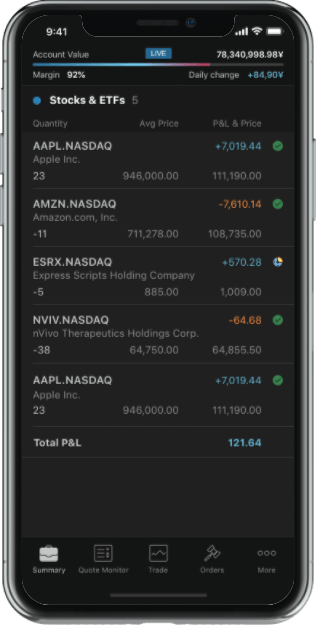 9:41
Account Value LIVE 78,340,998.98¥
Margin 92% Daily change +84,90¥
Stocks & ETFs 5
Quantity Avg Price P&L & Price
AAPL.NASDAQ +7,019.44
Apple Inc.
23 946,000.00 111,190.00
AMZN.NASDAQ -7,610.14
Amazon.com, Inc.
-11 711,278.00 108,735.00
ESRX.NASDAQ +570.28
Express Scripts Holding Company
-5 885.00 1,009.00
NVIV.NASDAQ -64.68
nVivo Therapeutics Holdings Corp.
-38 64,750.00 64,855.50
AAPL.NASDAQ +7,019.44
Apple Inc.
23 946,000.00 111,190.00
Total P&L 121.64
Summary Quote Monitor Trade Orders More